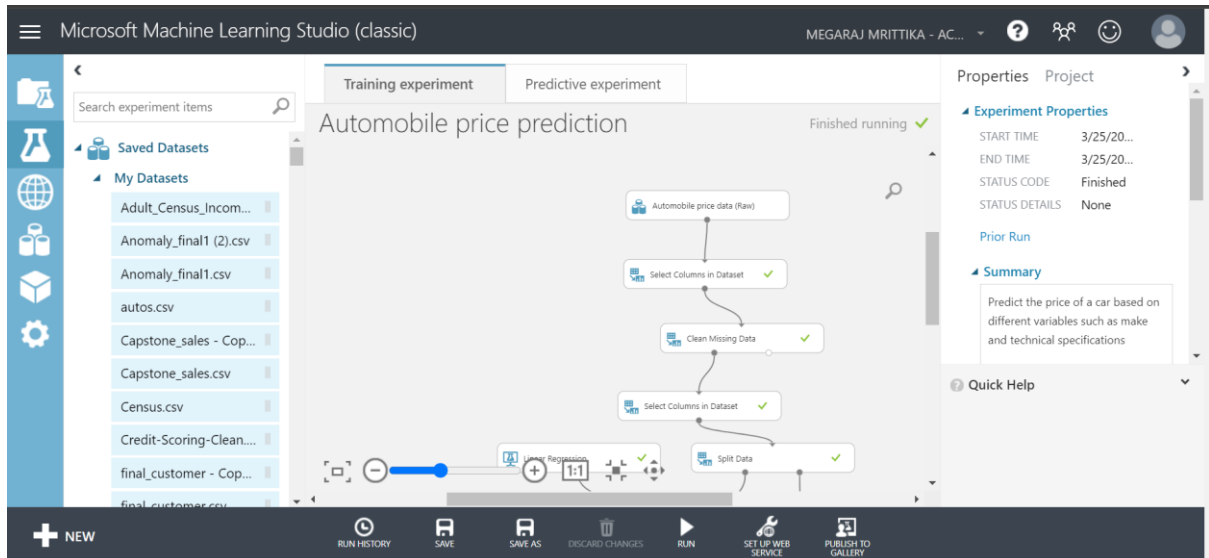 Microsoft Machine Learning Studio (classic)
MEGARAJ MRITTIKA - AC...
Search experiment items
Saved Datasets
My Datasets
Adult_Census_Incom...
Anomaly_final1 (2).csv
Anomaly_final1.csv
autos.csv
Capstone_sales - Cop...
Capstone_sales.csv
Census.csv
Credit-Scoring-Clean....
final_customer - Cop...
final_customer.csv
Training experiment
Predictive experiment
Automobile price prediction
Finished running
Automobile price data (Raw)
Select Columns in Dataset
Clean Missing Data
Select Columns in Dataset
Linear Regression
Split Data
1:1
Properties Project
Experiment Properties
START TIME 3/25/20...
END TIME 3/25/20...
STATUS CODE Finished
STATUS DETAILS None
Prior Run
Summary
Predict the price of a car based on
different variables such as make
and technical specifications
Quick Help
NEW
RUN HISTORY
SAVE
SAVE AS
DISCARD CHANGES
RUN
SET UP WEB
SERVICE
PUBLISH TO
GALLERY